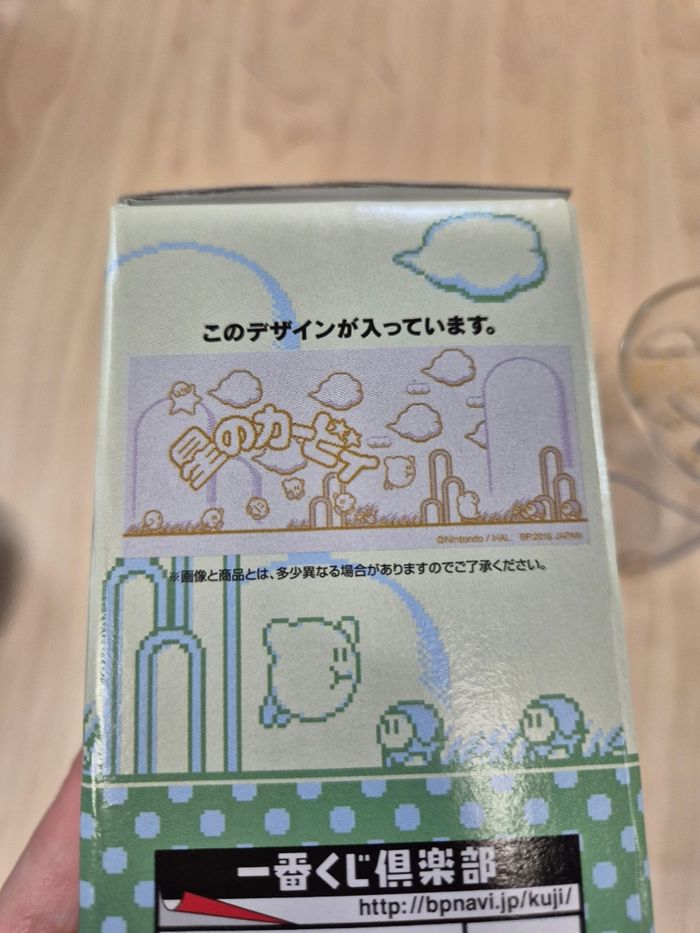 このデザインが入っています。
星のカービィ
©Nintendo / HAL BP.2016 JAPAN
※画像と商品とは、多少異なる場合がありますのでご了承ください。
一番くじ倶楽部
http://bpnavi.jp/kuji/